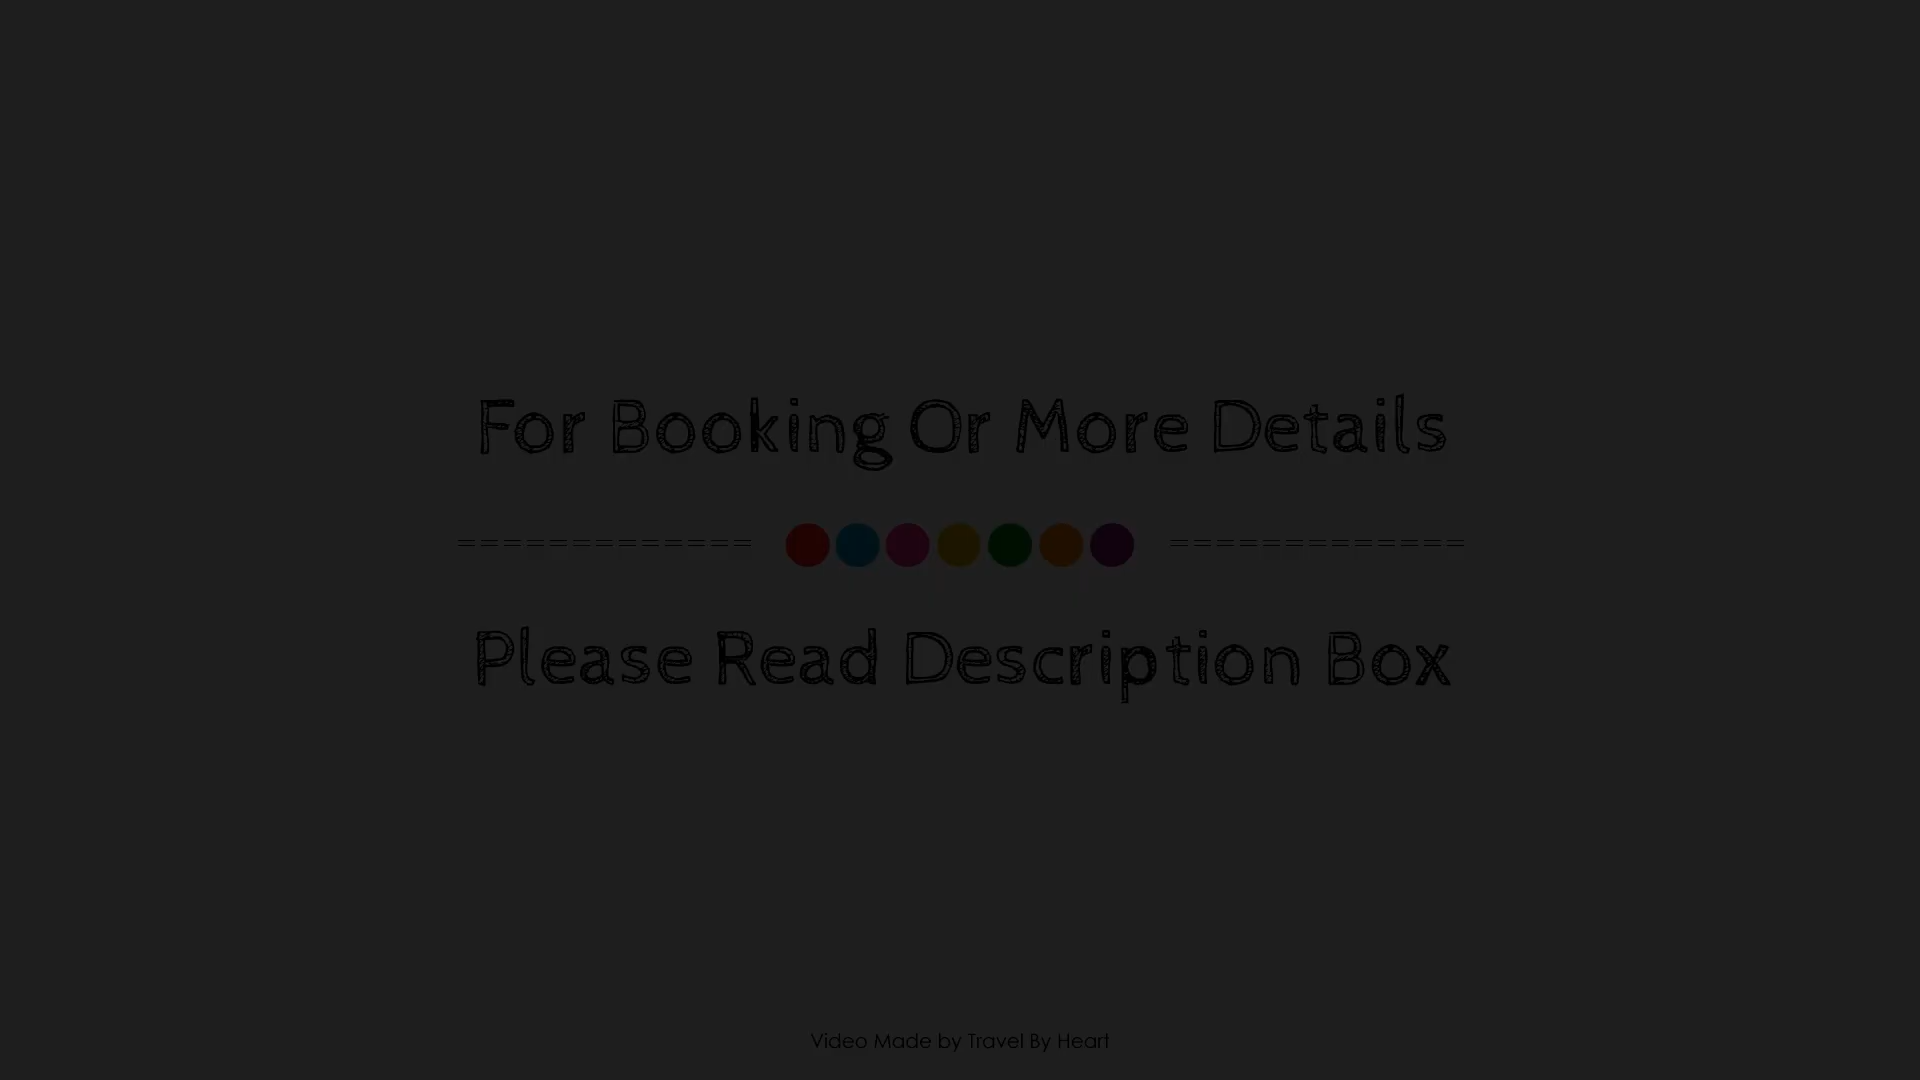 For Booking Or More Details
============= =============
Please Read Description Box
Video Made by Travel By Heart